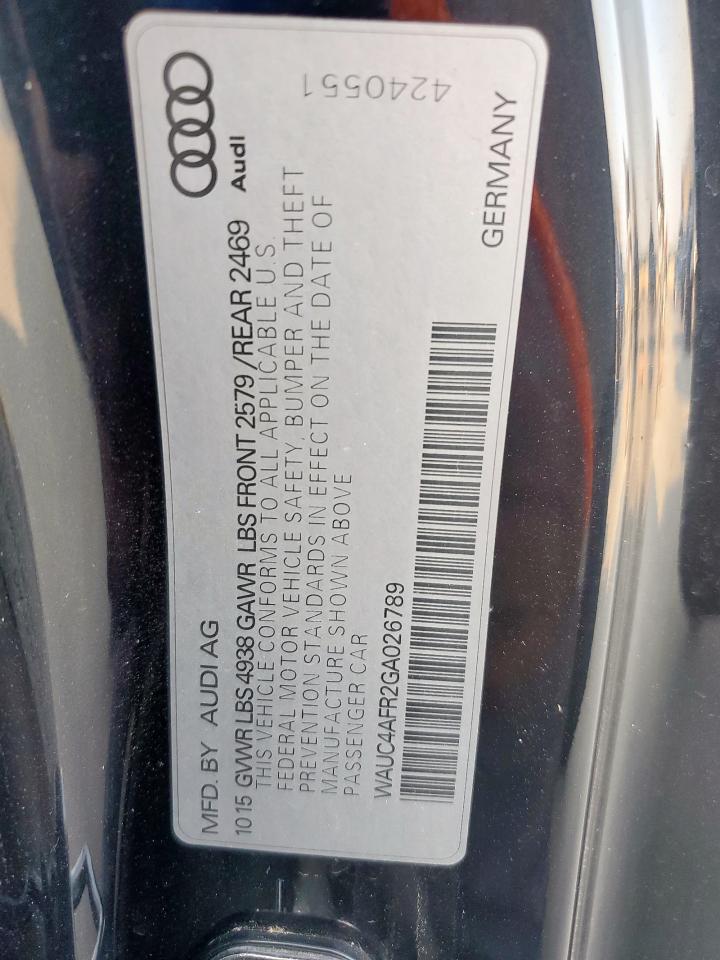 MFD. BY AUDI AG
1015 GVWR LBS 4938 GAWR LBS FRONT 2579 /REAR 2469
Audi
THIS VEHICLE CONFORMS TO ALL APPLICABLE U.S.
FEDERAL MOTOR VEHICLE SAFETY, BUMPER AND THEFT
PREVENTION STANDARDS IN EFFECT ON THE DATE OF
MANUFACTURE SHOWN ABOVE
PASSENGER CAR
WAUC4AFR2GA026789
GERMANY
4240551